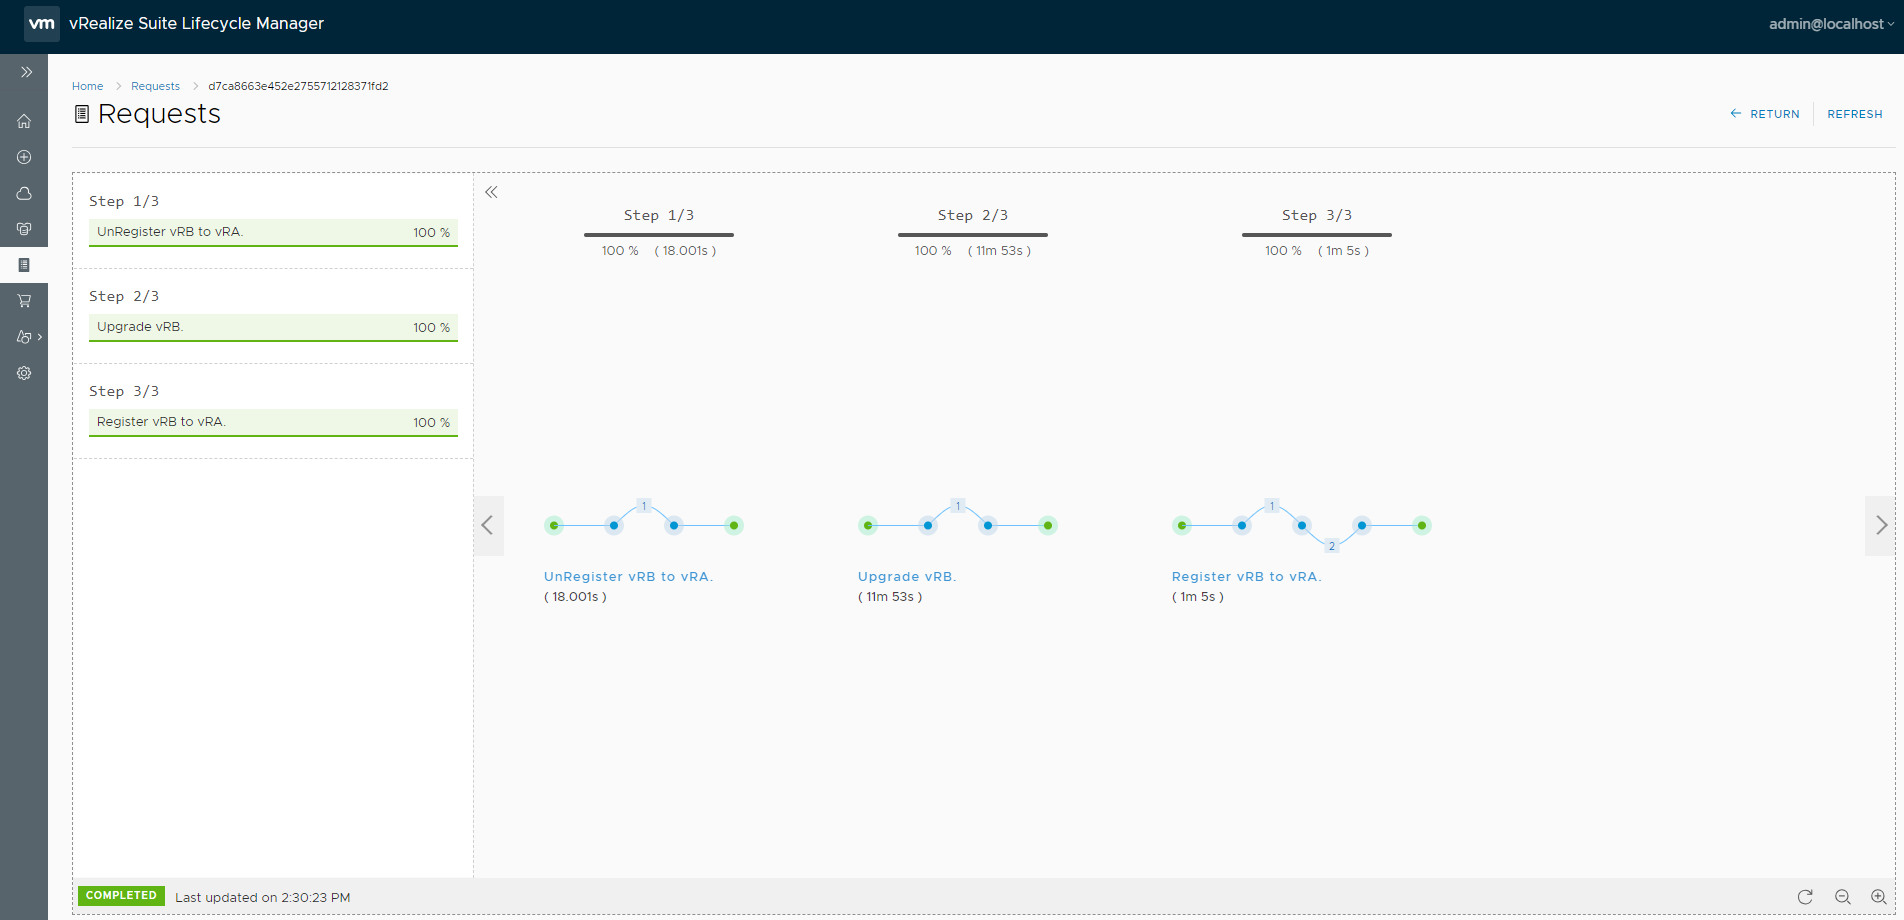 vm vRealize Suite Lifecycle Manager
admin@localhost
Home Requests d7ca8663e452e2755712128371fd2
Requests
RETURN REFRESH
Step 1/3
UnRegister vRB to vRA. 100 %
Step 2/3
Upgrade vRB. 100 %
Step 3/3
Register vRB to vRA. 100 %
Step 1/3
100 % ( 18.001s )
Step 2/3
100 % ( 11m 53s )
Step 3/3
100 % ( 1m 5s )
1
UnRegister vRB to vRA.
( 18.001s )
1
Upgrade vRB.
( 11m 53s )
1
2
Register vRB to vRA.
( 1m 5s )
COMPLETED Last updated on 2:30:23 PM